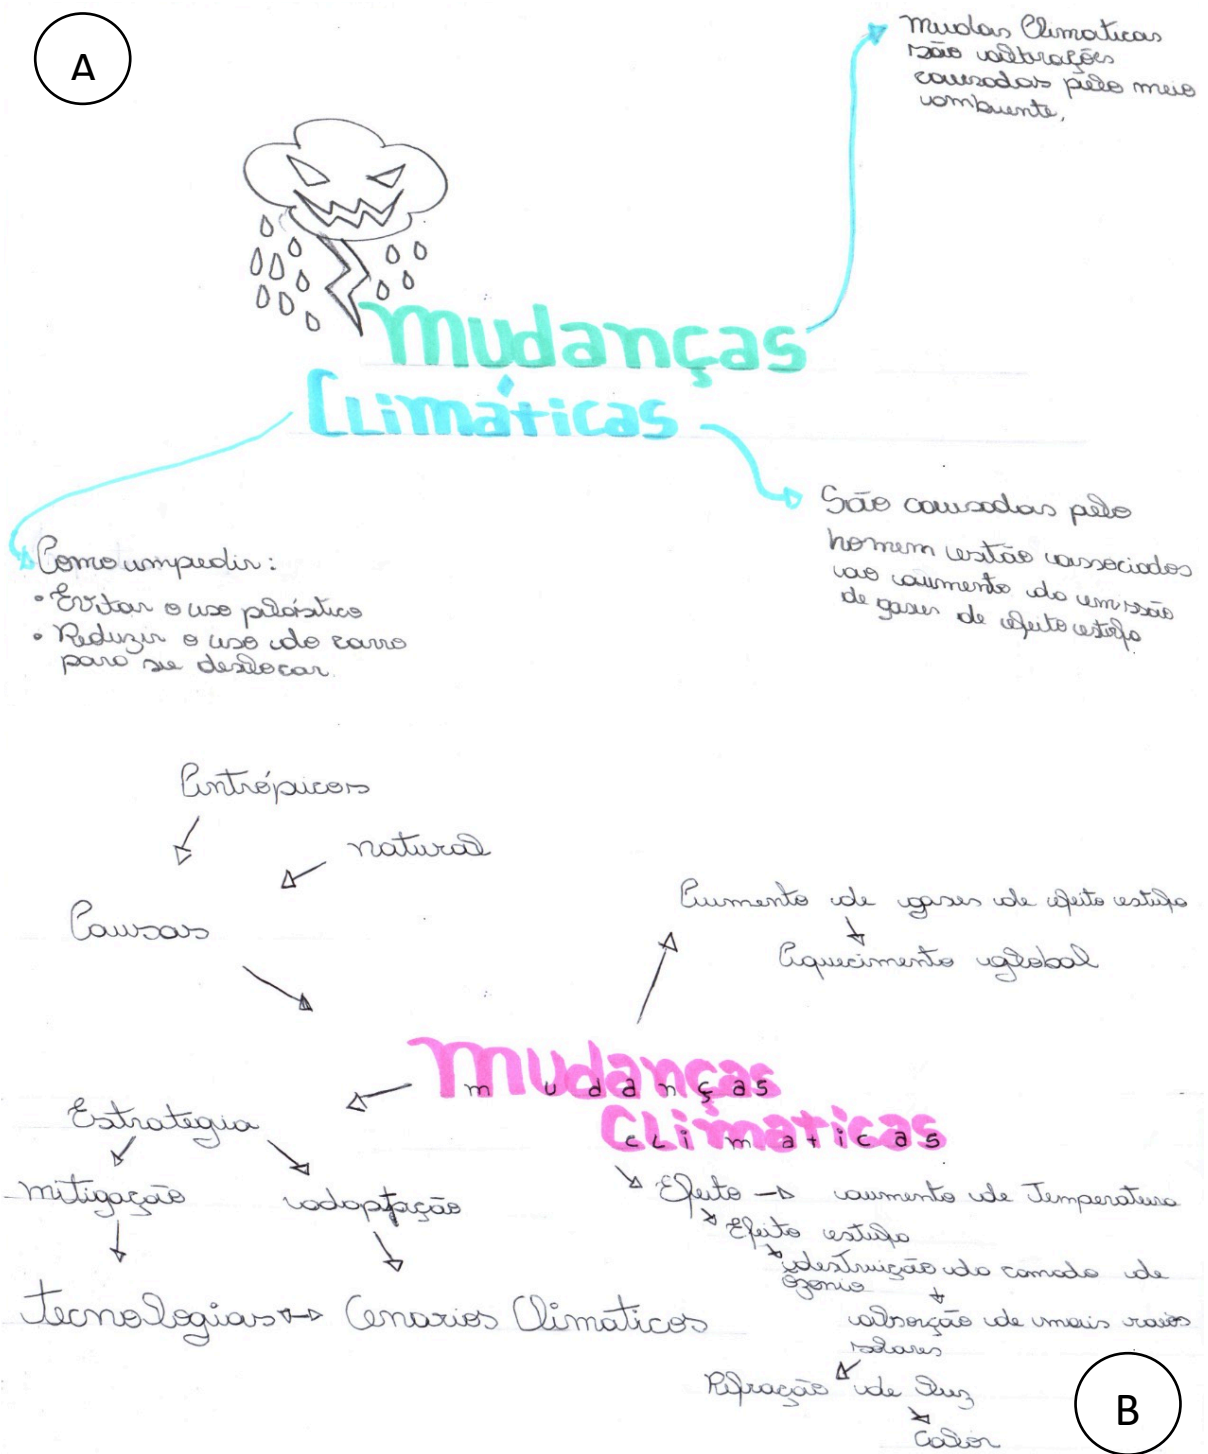 A
Mudas Climaticas
são alterações
causadas pelo meio
ambiente.
Mudanças
Climáticas
São causadas pelo
homem estão associados
ao aumento da emissão
de gases de efeito estufa
Como impedir:
• Evitar o uso plástico
• Reduzir o uso do carro
para se deslocar.
Antrópicos
natural
Causas
Aumento de gases de efeito estufa
Aquecimento global
Mudanças
mudanças
Climaticas
climaticas
Estrategia
mitigação
adaptação
tecnologias
Cenarios Climaticos
Efeito
aumento de Temperatura
Efeito estufa
destruição da camada de
ozonio
absorção de mais raios
solares
Refração de Luz
Calor
B